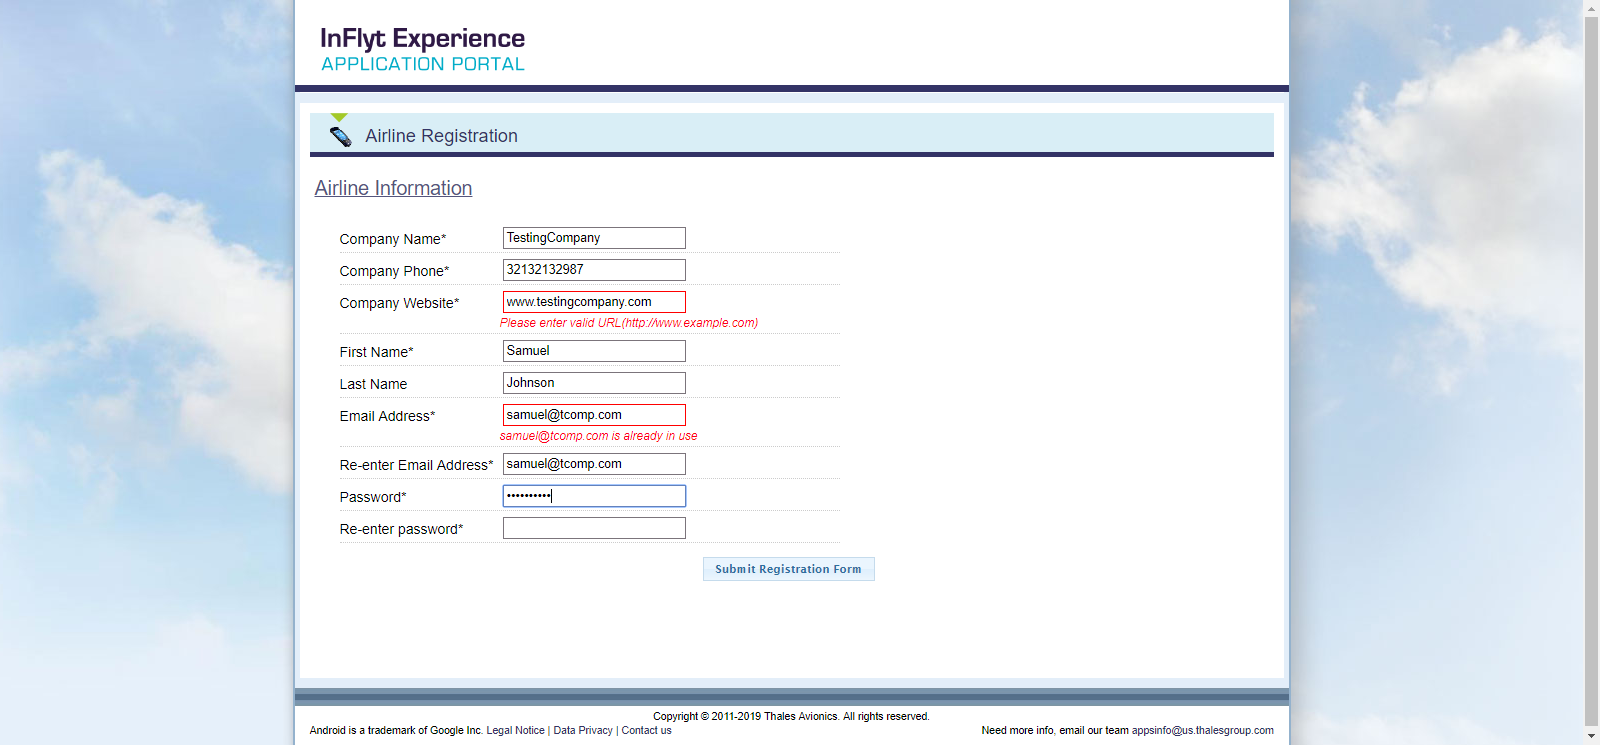 InFlyt Experience
APPLICATION PORTAL
Airline Registration
Airline Information
Company Name* TestingCompany
Company Phone* 32132132987
Company Website* www.testingcompany.com
Please enter valid URL(http://www.example.com)
First Name* Samuel
Last Name Johnson
Email Address* samuel@tcomp.com
samuel@tcomp.com is already in use
Re-enter Email Address* samuel@tcomp.com
Password* ••••••••••
Re-enter password*
Submit Registration Form
Copyright © 2011-2019 Thales Avionics. All rights reserved.
Android is a trademark of Google Inc. Legal Notice | Data Privacy | Contact us Need more info, email our team appsinfo@us.thalesgroup.com